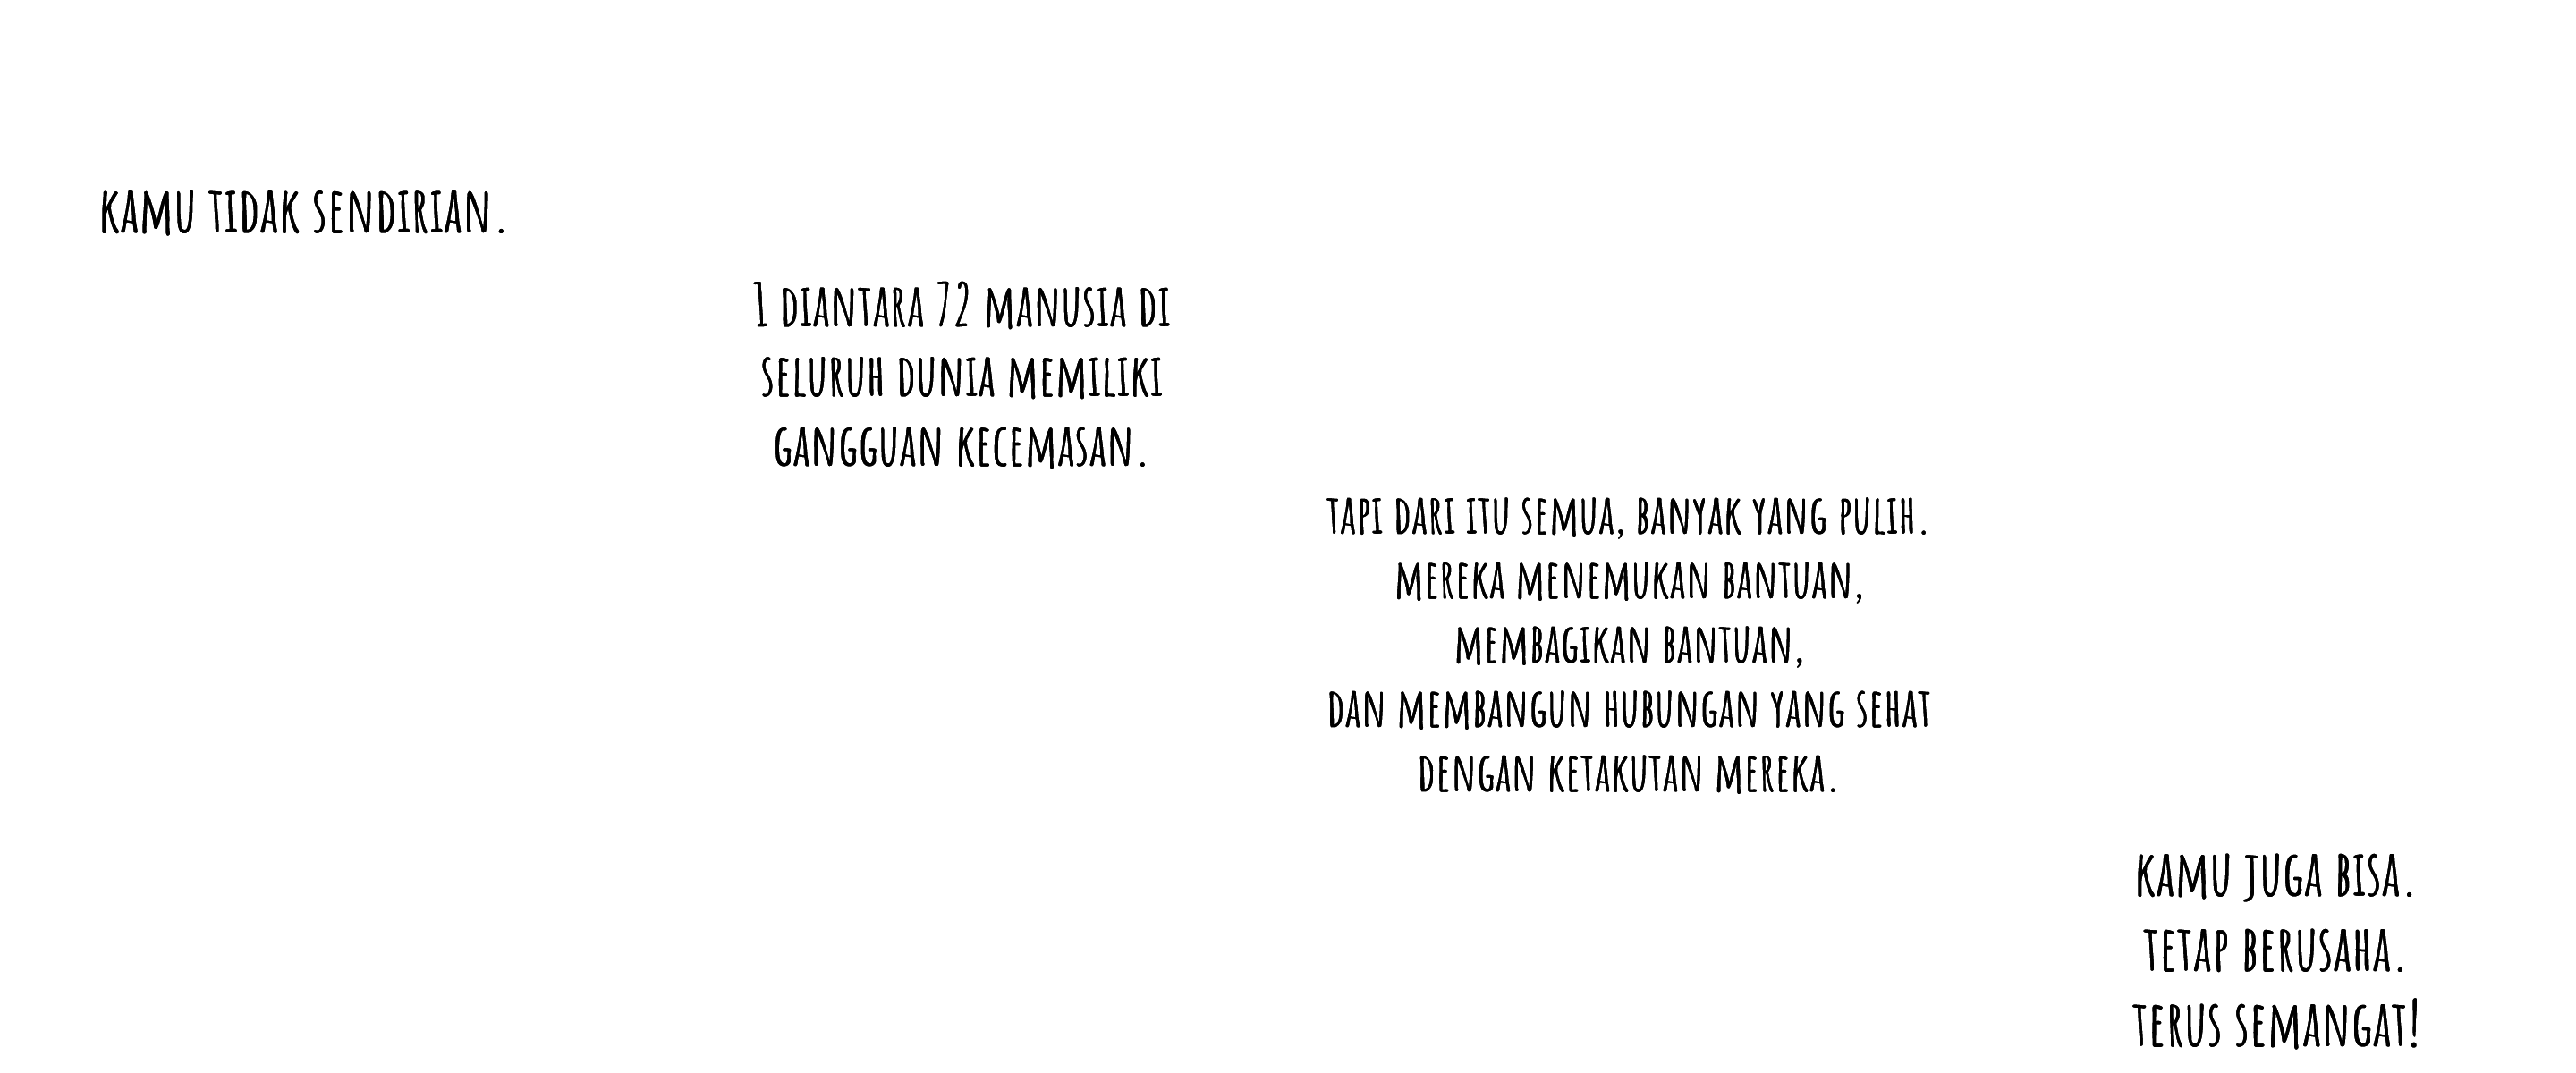 KAMU TIDAK SENDIRIAN.
1 DIANTARA 72 MANUSIA DI
SELURUH DUNIA MEMILIKI
GANGGUAN KECEMASAN.
TAPI DARI ITU SEMUA, BANYAK YANG PULIH.
MEREKA MENEMUKAN BANTUAN,
MEMBAGIKAN BANTUAN,
DAN MEMBANGUN HUBUNGAN YANG SEHAT
DENGAN KETAKUTAN MEREKA.
KAMU JUGA BISA.
TETAP BERUSAHA.
TERUS SEMANGAT!